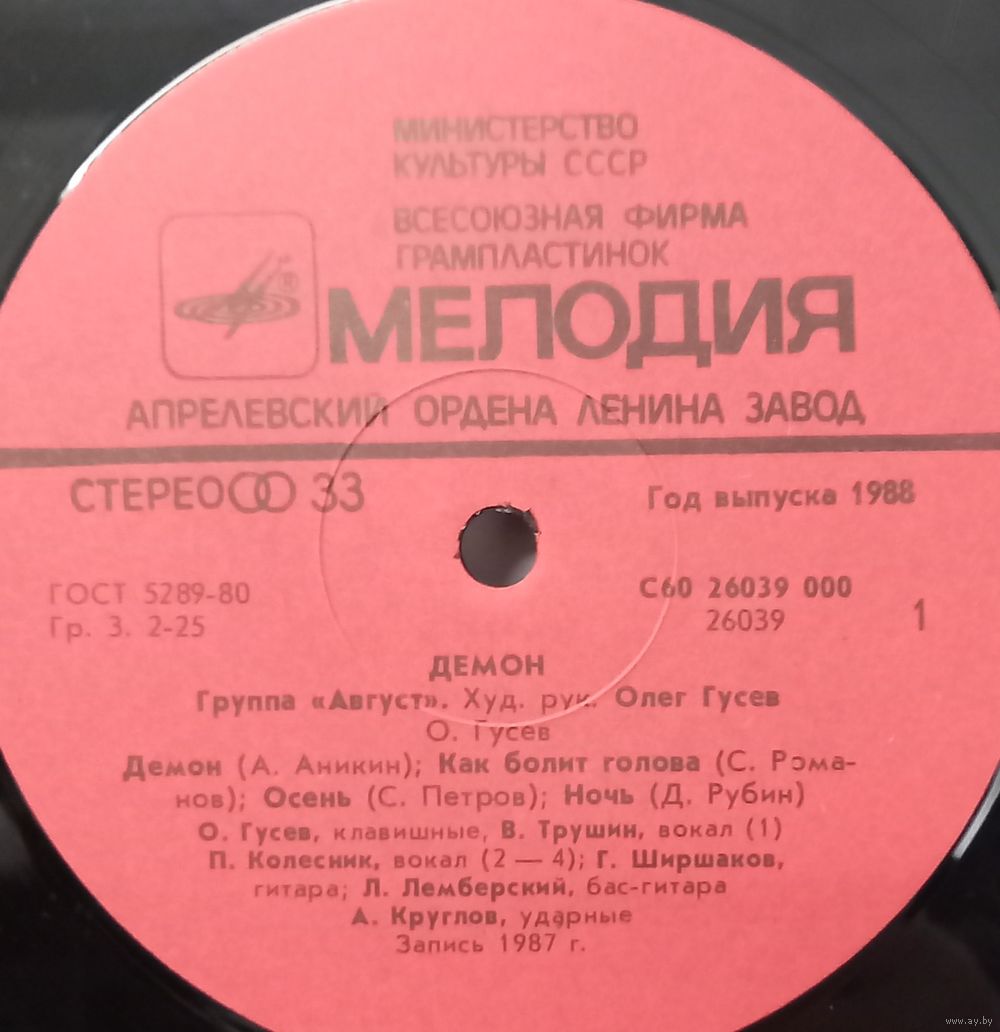 МИНИСТЕРСТВО
КУЛЬТУРЫ СССР
ВСЕСОЮЗНАЯ ФИРМА
ГРАМПЛАСТИНОК
®
МЕЛОДИЯ
АПРЕЛЕВСКИЙ ОРДЕНА ЛЕНИНА ЗАВОД
СТЕРЕО 33
Год выпуска 1988
ГОСТ 5289-80
Гр. 3. 2-25
С60 26039 000
26039
1
ДЕМОН
Группа «Август». Худ. рук. Олег Гусев
О. Гусев
Демон (А. Аникин); Как болит голова (С. Рома-
нов); Осень (С. Петров); Ночь (Д. Рубин)
О. Гусев, клавишные, В. Трушин, вокал (1)
П. Колесник, вокал (2 — 4); Г. Ширшаков,
гитара; Л. Лемберский, бас-гитара
А. Круглов, ударные
Запись 1987 г.
www.ay.by